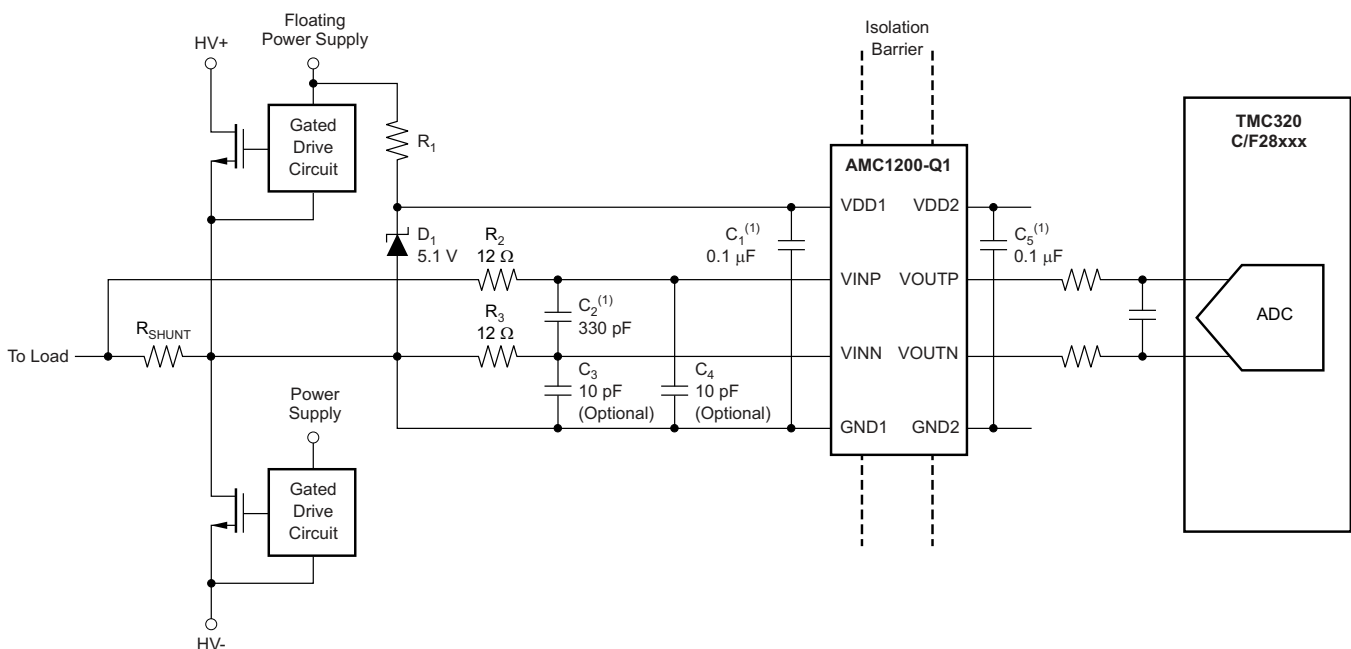 Floating
Power Supply
HV+
Isolation
Barrier
Gated
Drive
Circuit
R1
TMC320
C/F28xxx
AMC1200-Q1
VDD1
VDD2
D1
5.1 V
R2
12 Ω
C1(1)
0.1 μF
C5(1)
0.1 μF
VINP
VOUTP
R3
12 Ω
C2(1)
330 pF
ADC
RSHUNT
To Load
VINN
VOUTN
C3
10 pF
(Optional)
C4
10 pF
(Optional)
Power
Supply
GND1
GND2
Gated
Drive
Circuit
HV-